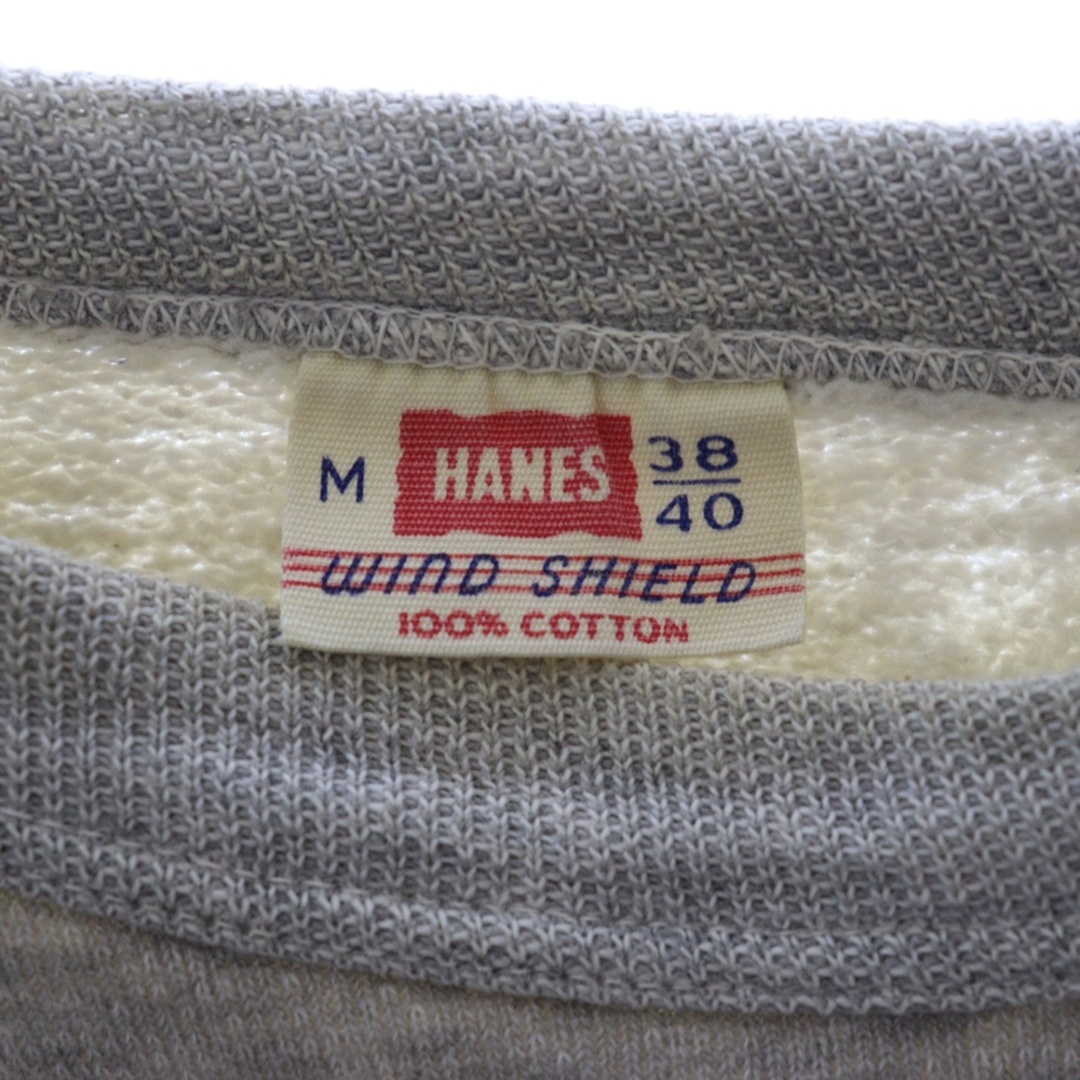 M HANES 38
40
WIND SHIELD
100% COTTON